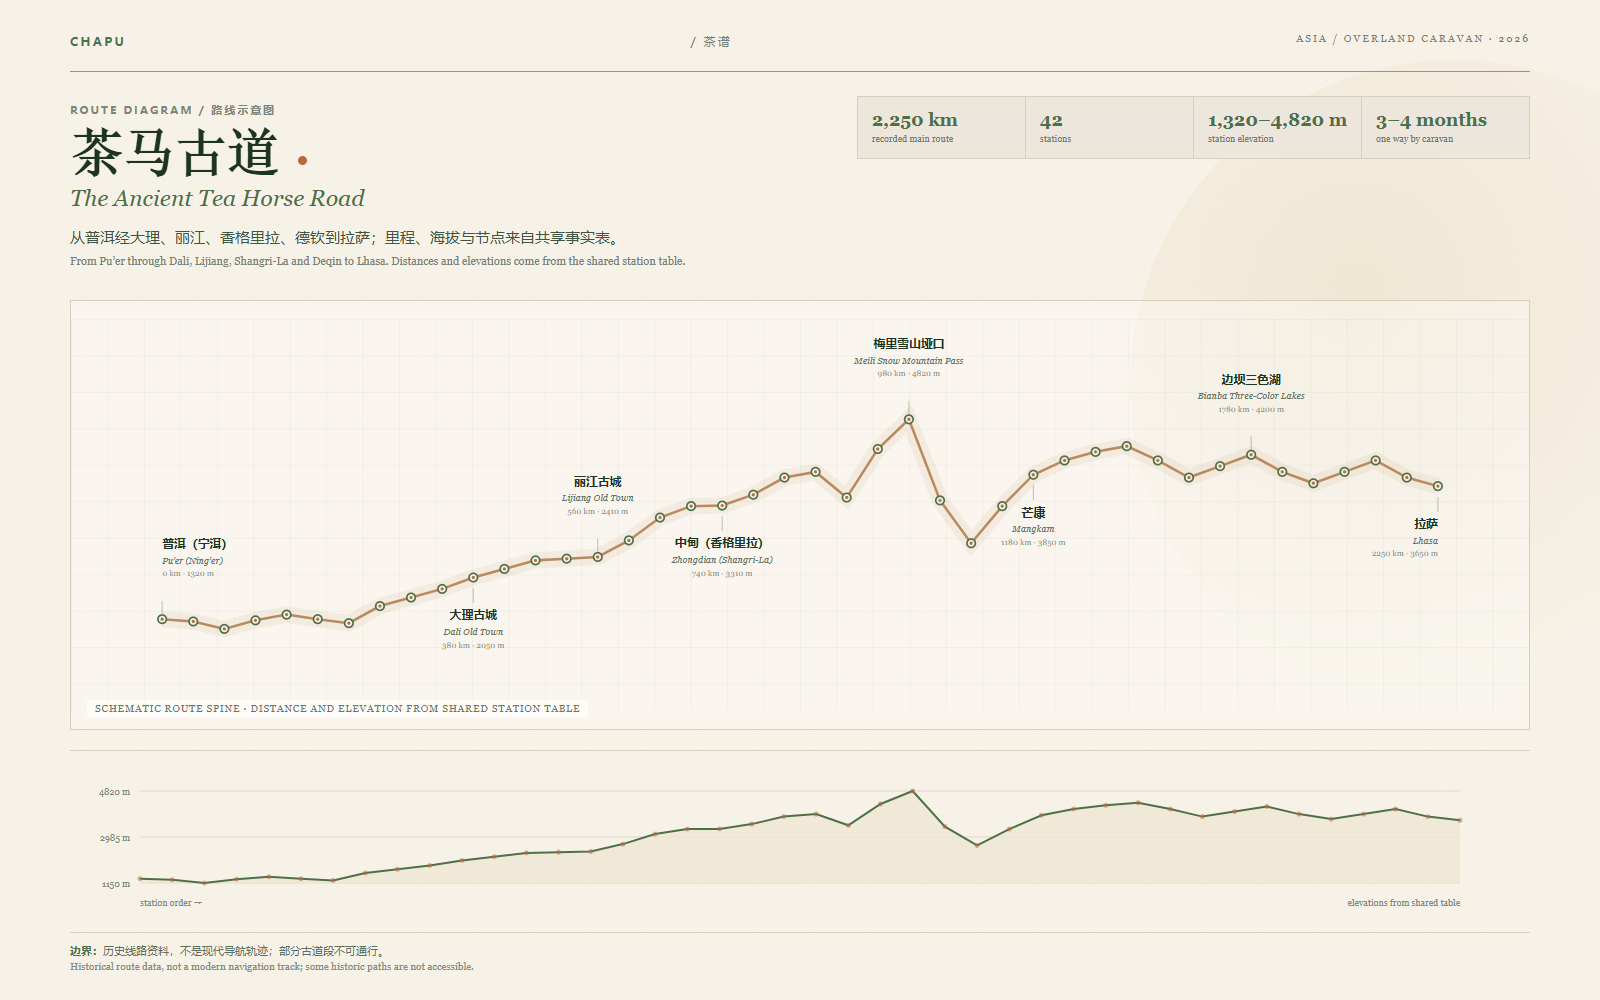 CHAPU
/ 茶谱
ASIA / OVERLAND CARAVAN · 2026
ROUTE DIAGRAM / 路线示意图
茶马古道
The Ancient Tea Horse Road
从普洱经大理、丽江、香格里拉、德钦到拉萨；里程、海拔与节点来自共享事实表。
From Pu'er through Dali, Lijiang, Shangri-La and Deqin to Lhasa. Distances and elevations come from the shared station table.
2,250 km
recorded main route
42
stations
1,320–4,820 m
station elevation
3–4 months
one way by caravan
梅里雪山垭口
Meili Snow Mountain Pass
980 km · 4820 m
边坝三色湖
Bianba Three-Color Lakes
1780 km · 4200 m
丽江古城
Lijiang Old Town
560 km · 2410 m
普洱（宁洱）
Pu'er (Ning'er)
0 km · 1320 m
中甸（香格里拉）
Zhongdian (Shangri-La)
740 km · 3310 m
芒康
Mangkam
1180 km · 3850 m
拉萨
Lhasa
2250 km · 3650 m
大理古城
Dali Old Town
380 km · 2050 m
SCHEMATIC ROUTE SPINE · DISTANCE AND ELEVATION FROM SHARED STATION TABLE
4820 m
2985 m
1150 m
station order →
elevations from shared table
边界：历史线路资料，不是现代导航轨迹；部分古道段不可通行。
Historical route data, not a modern navigation track; some historic paths are not accessible.